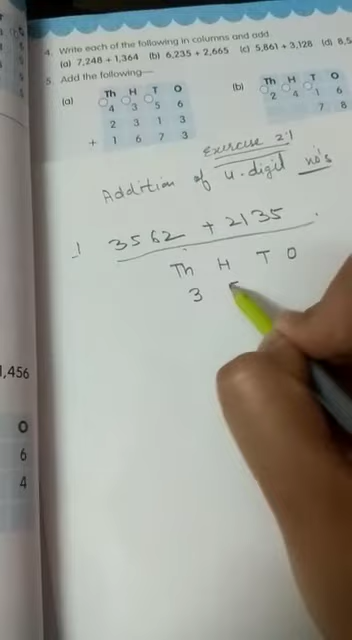 4. Write each of the following in columns and add.
(a) 7,248 + 1,364 (b) 6,235 + 2,665 (c) 5,861 + 3,128 (d) 8,5
5. Add the following—
(a) Th H T O
4 3 5 6
2 3 1 3
+ 1 6 7 3
(b) Th H T O
2 4 1 6
7 8
Exercise 2.1
Addition of 4-digit no's
1 3562 + 2135
Th H T O
3 5
1,456
O
6
4